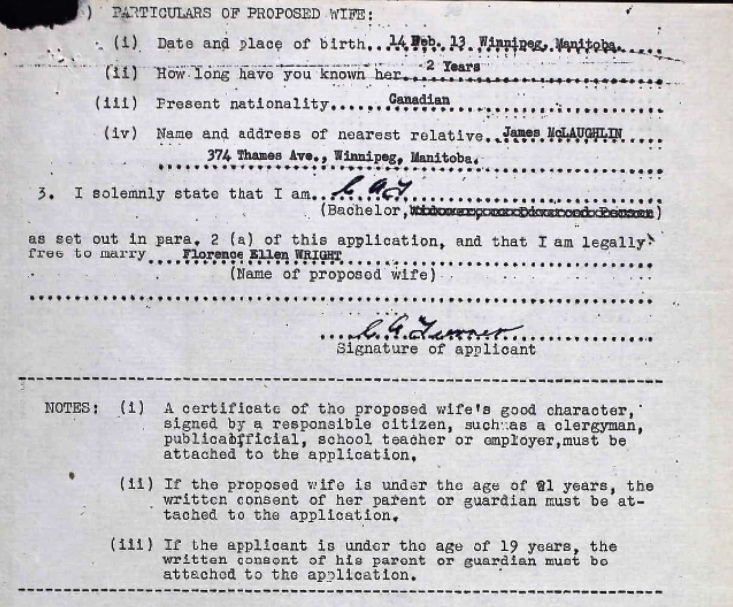 ) PARTICULARS OF PROPOSED WIFE:
(i) Date and place of birth...14 Feb. 13 Winnipeg, Manitoba.....
(ii) How long have you known her...2 Years
(iii) Present nationality.......Canadian
(iv) Name and address of nearest relative...James McLAUGHLIN
374 Thames Ave., Winnipeg, Manitoba.
3. I solemnly state that I am...C A T
(Bachelor, Widower, or Divorced Person)
as set out in para. 2 (a) of this application, and that I am legally
free to marry....Florence Ellen WRIGHT
(Name of proposed wife)
C A Turner
Signature of applicant
NOTES: (i) A certificate of the proposed wife's good character,
signed by a responsible citizen, such as a clergyman,
publicabfficial, school teacher or employer,must be
attached to the application.
(ii) If the proposed wife is under the age of 21 years, the
written consent of her parent or guardian must be at-
tached to the application.
(iii) If the applicant is under the age of 19 years, the
written consent of his parent or guardian must be
attached to the application.